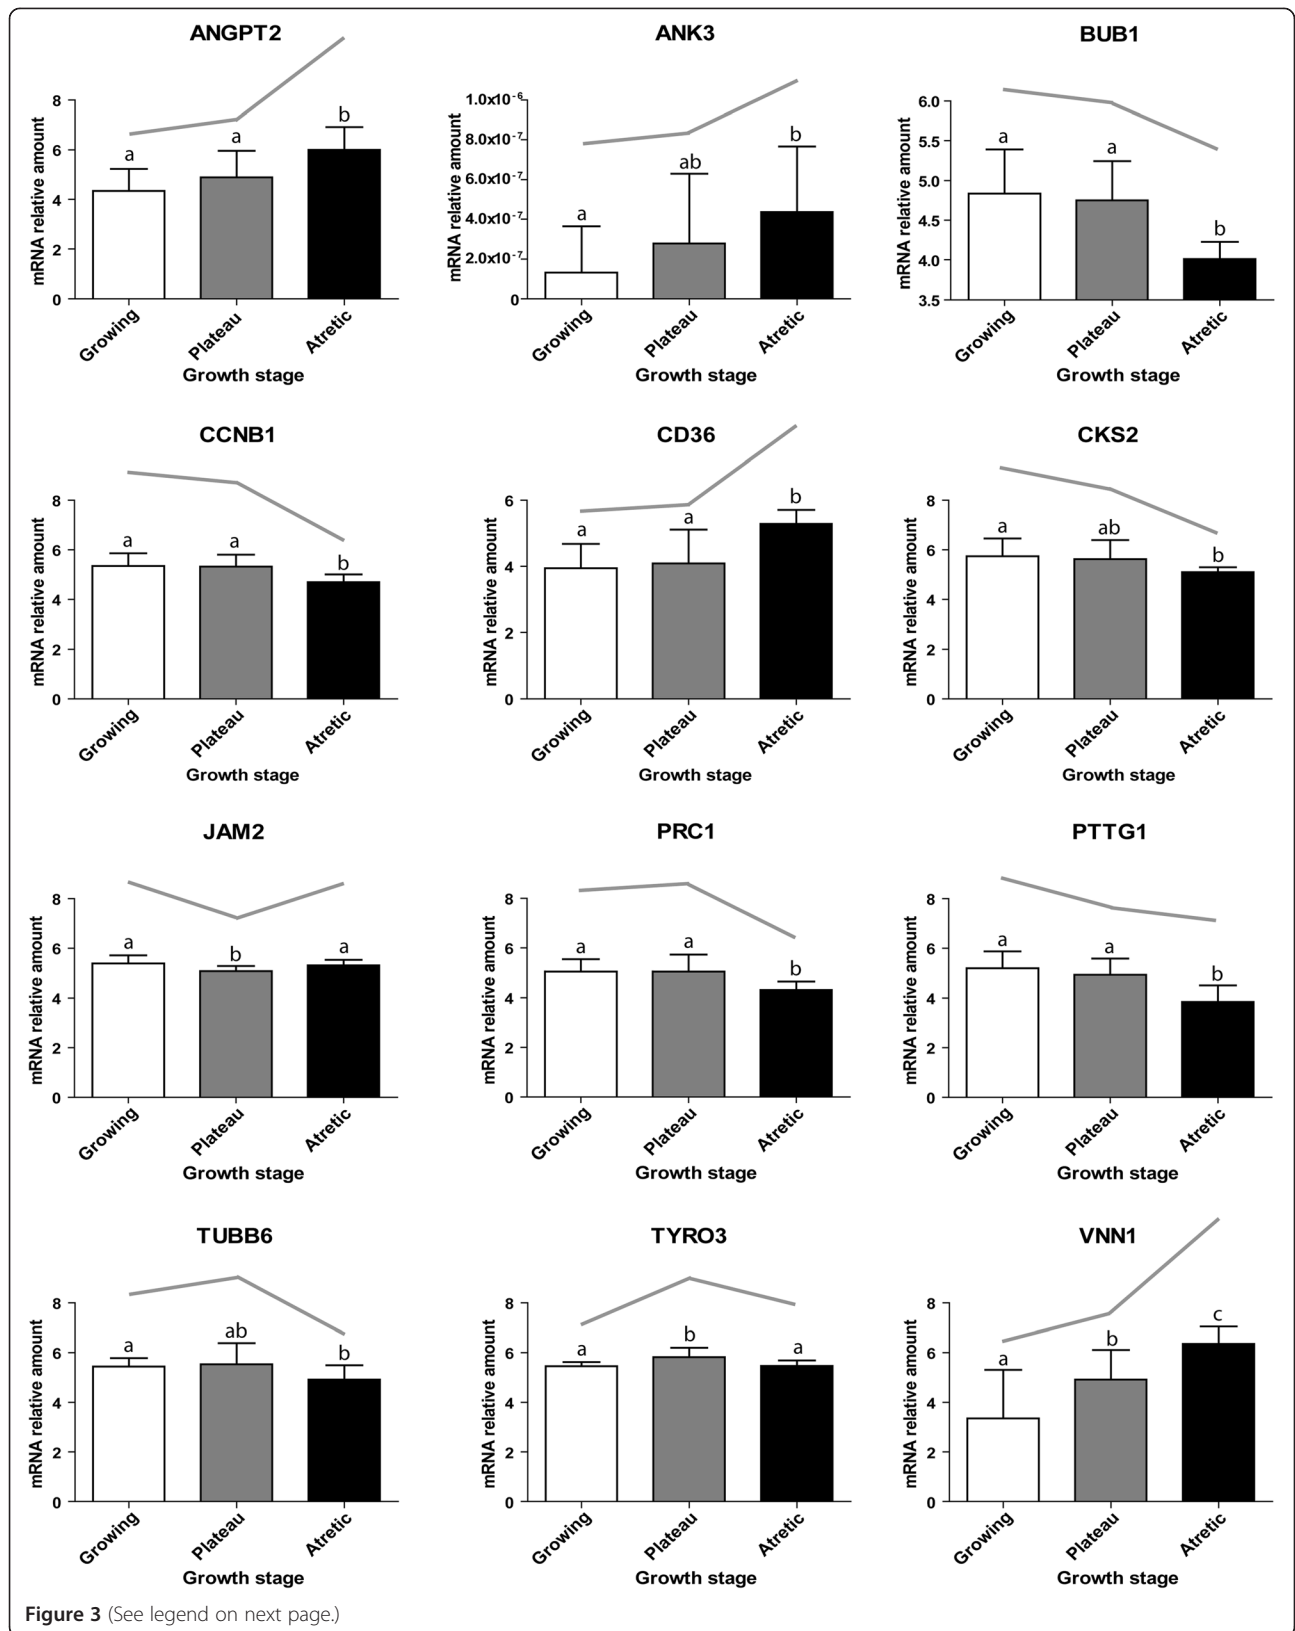 ANGPT2
mRNA relative amount
8
6
4
2
0
a
a
b
Growing
Plateau
Atretic
Growth stage
ANK3
mRNA relative amount
1.0x10-6
8.0x10-7
6.0x10-7
4.0x10-7
2.0x10-7
0
a
ab
b
Growing
Plateau
Atretic
Growth stage
BUB1
mRNA relative amount
6.0
5.5
5.0
4.5
4.0
3.5
a
a
b
Growing
Plateau
Atretic
Growth stage
CCNB1
mRNA relative amount
8
6
4
2
0
a
a
b
Growing
Plateau
Atretic
Growth stage
CD36
mRNA relative amount
6
4
2
0
a
a
b
Growing
Plateau
Atretic
Growth stage
CKS2
mRNA relative amount
8
6
4
2
0
a
ab
b
Growing
Plateau
Atretic
Growth stage
JAM2
mRNA relative amount
8
6
4
2
0
a
b
a
Growing
Plateau
Atretic
Growth stage
PRC1
mRNA relative amount
8
6
4
2
0
a
a
b
Growing
Plateau
Atretic
Growth stage
PTTG1
mRNA relative amount
8
6
4
2
0
a
a
b
Growing
Plateau
Atretic
Growth stage
TUBB6
mRNA relative amount
8
6
4
2
0
a
ab
b
Growing
Plateau
Atretic
Growth stage
TYRO3
mRNA relative amount
8
6
4
2
0
a
b
a
Growing
Plateau
Atretic
Growth stage
VNN1
mRNA relative amount
8
6
4
2
0
a
b
c
Growing
Plateau
Atretic
Growth stage
Figure 3 (See legend on next page.)